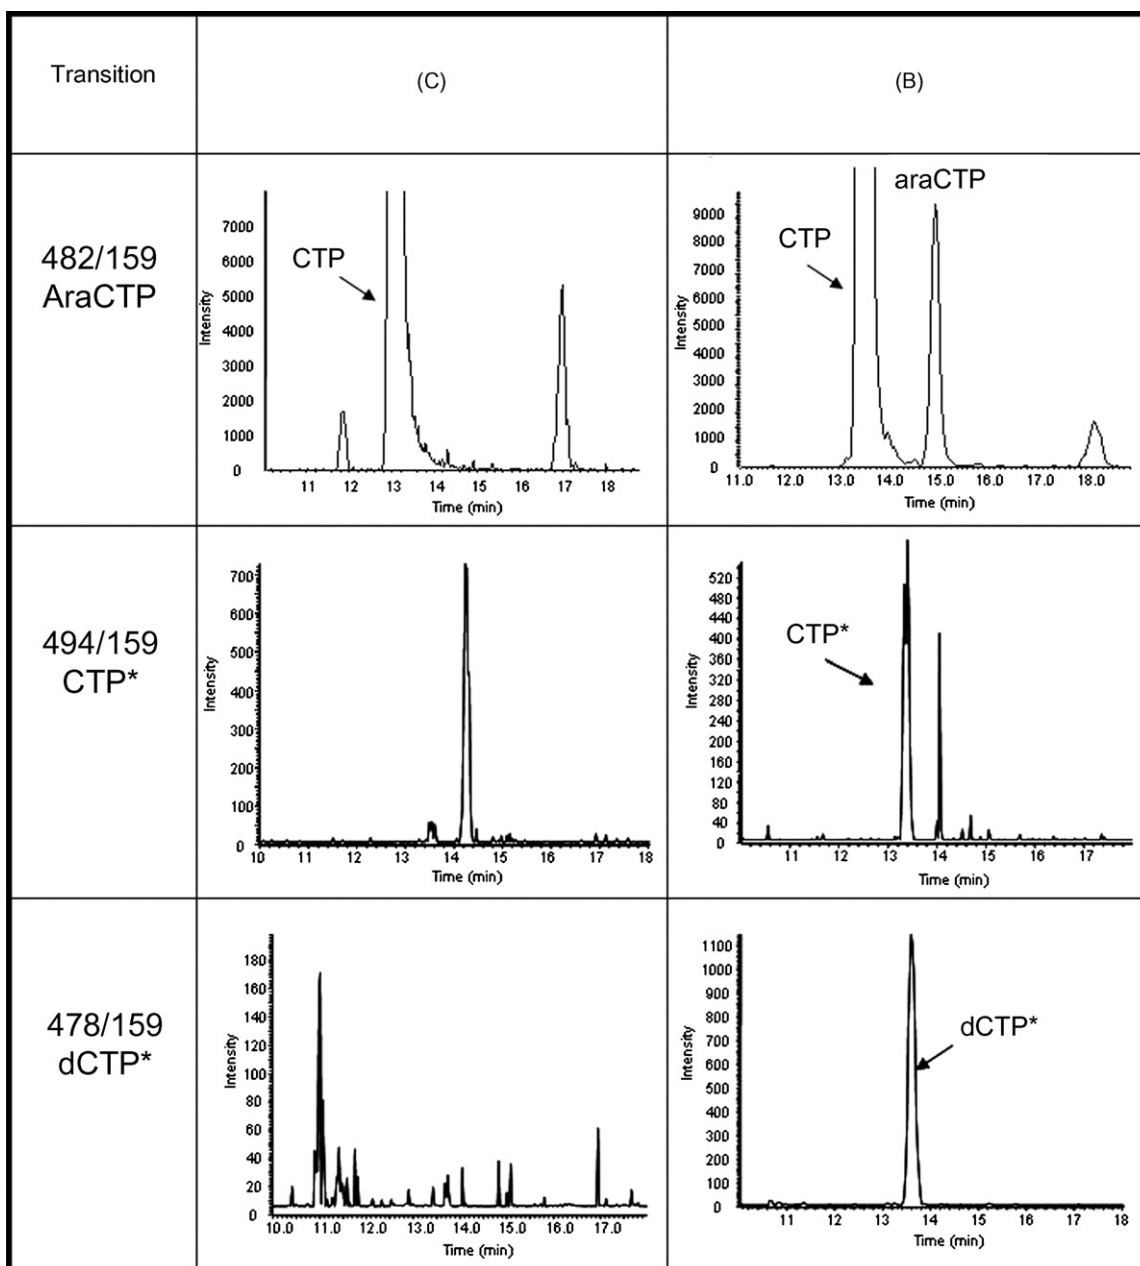 Transition
(C)
(B)
482/159
AraCTP
7000
6000
5000
4000
3000
2000
1000
0
Intensity
CTP
11 12 13 14 15 16 17 18
Time (min)
9000
8000
7000
6000
5000
4000
3000
2000
1000
0
Intensity
CTP
araCTP
11.0 12.0 13.0 14.0 15.0 16.0 17.0 18.0
Time (min)
494/159
CTP*
700
600
500
400
300
200
100
0
Intensity
10 11 12 13 14 15 16 17 18
Time (min)
520
480
440
400
360
320
280
240
200
160
120
80
40
0
Intensity
CTP*
11 12 13 14 15 16 17
Time (min)
478/159
dCTP*
180
160
140
120
100
80
60
40
20
0
Intensity
10.0 11.0 12.0 13.0 14.0 15.0 16.0 17.0
Time (min)
1100
1000
900
800
700
600
500
400
300
200
100
0
Intensity
dCTP*
11 12 13 14 15 16 17 18
Time (min)